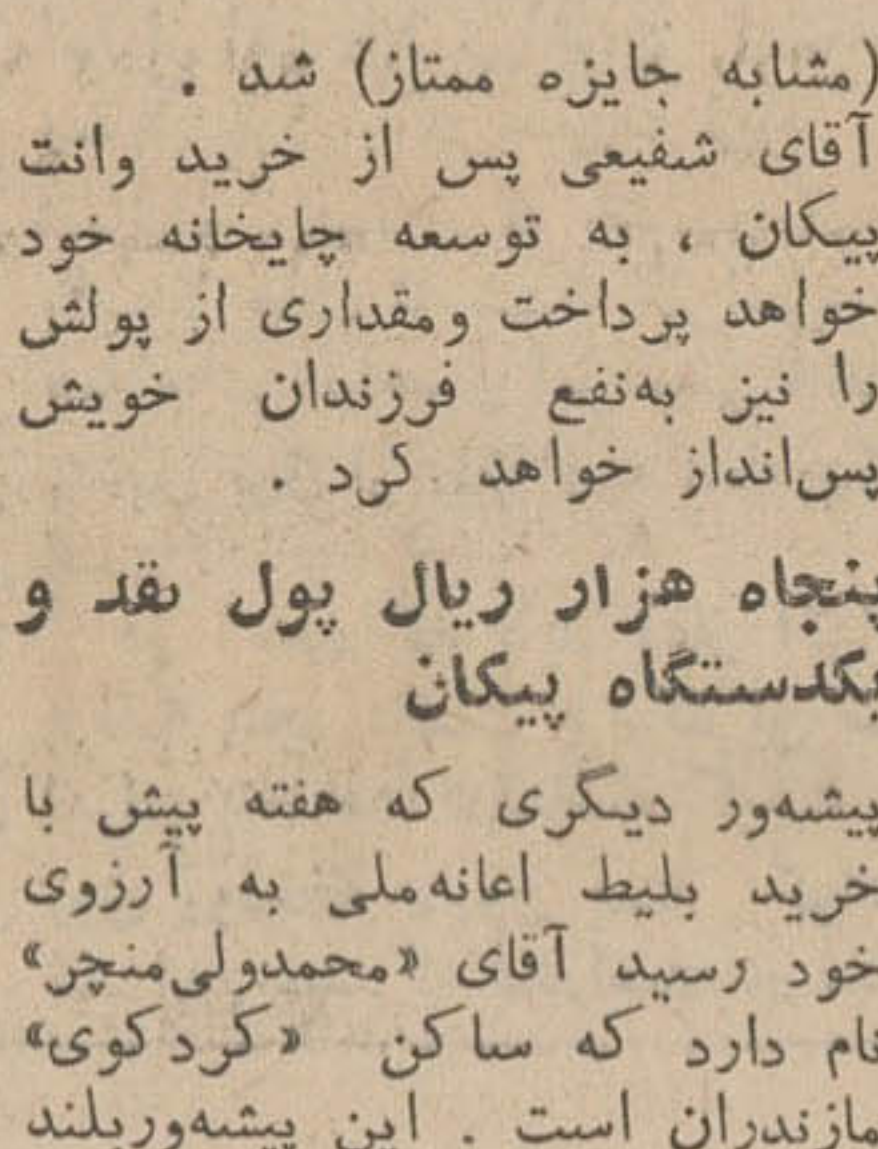 (مشابه جایزه ممتاز) شد .
آقای شفیعی پس از خرید وانت
پیکان ، به توسعه چایخانه خود
خواهد پرداخت ومقداری از پولش
را نیز به‌نفع فرزندان خویش
پس‌انداز خواهد کرد .
پنجاه هزار ریال پول نقد و
یکدستگاه پیکان
پیشه‌ور دیگری که هفته پیش با
خرید بلیط اعانه‌ملی به آرزوی
خود رسید آقای «محمدولی‌منچر»
نام دارد که ساکن «کردکوی»
مازندران است . این پیشه‌وربلند